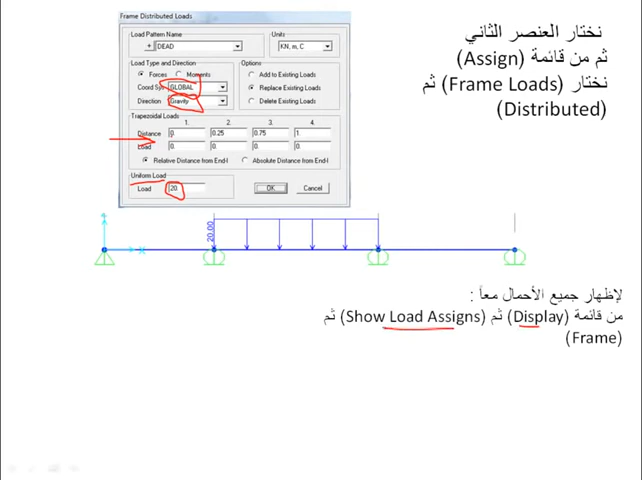 Frame Distributed Loads
Load Pattern Name
+ DEAD
Units
KN, m, C
Load Type and Direction
Forces Moments
Coord Sys GLOBAL
Direction Gravity
Options
Add to Existing Loads
Replace Existing Loads
Delete Existing Loads
Trapezoidal Loads
1. 2. 3. 4.
Distance 0. 0.25 0.75 1.
Load 0. 0. 0. 0.
Relative Distance from End-I Absolute Distance from End-I
Uniform Load
Load 20.
OK Cancel
نختار العنصر الثاني
ثم من قائمة (Assign)
نختار (Frame Loads) ثم
(Distributed)
20.00
X
لإظهار جميع الأحمال معاً :
من قائمة (Display) ثم (Show Load Assigns) ثم
(Frame)